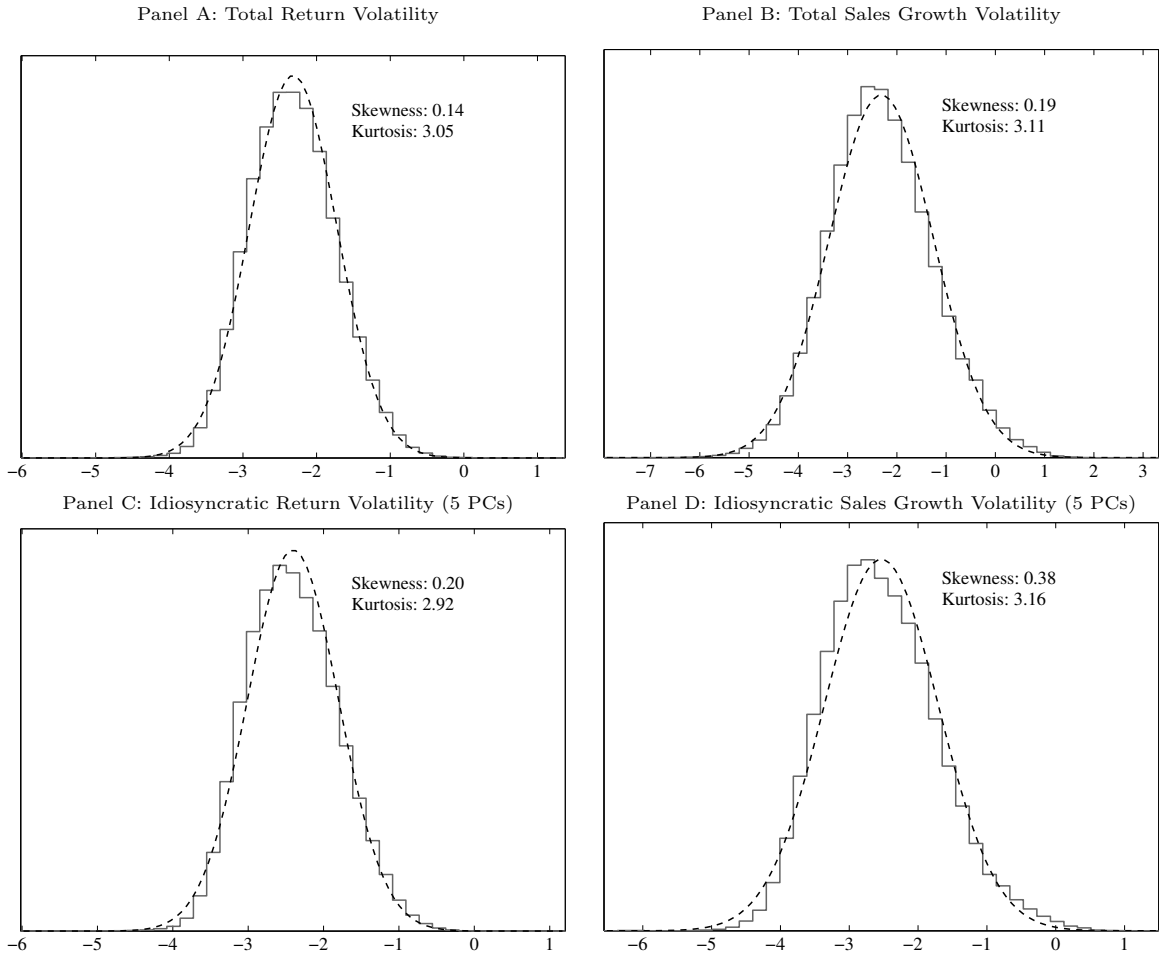 Panel A: Total Return Volatility
Skewness: 0.14
Kurtosis: 3.05
−6 −5 −4 −3 −2 −1 0 1
Panel B: Total Sales Growth Volatility
Skewness: 0.19
Kurtosis: 3.11
−7 −6 −5 −4 −3 −2 −1 0 1 2 3
Panel C: Idiosyncratic Return Volatility (5 PCs)
Skewness: 0.20
Kurtosis: 2.92
−6 −5 −4 −3 −2 −1 0 1
Panel D: Idiosyncratic Sales Growth Volatility (5 PCs)
Skewness: 0.38
Kurtosis: 3.16
−6 −5 −4 −3 −2 −1 0 1